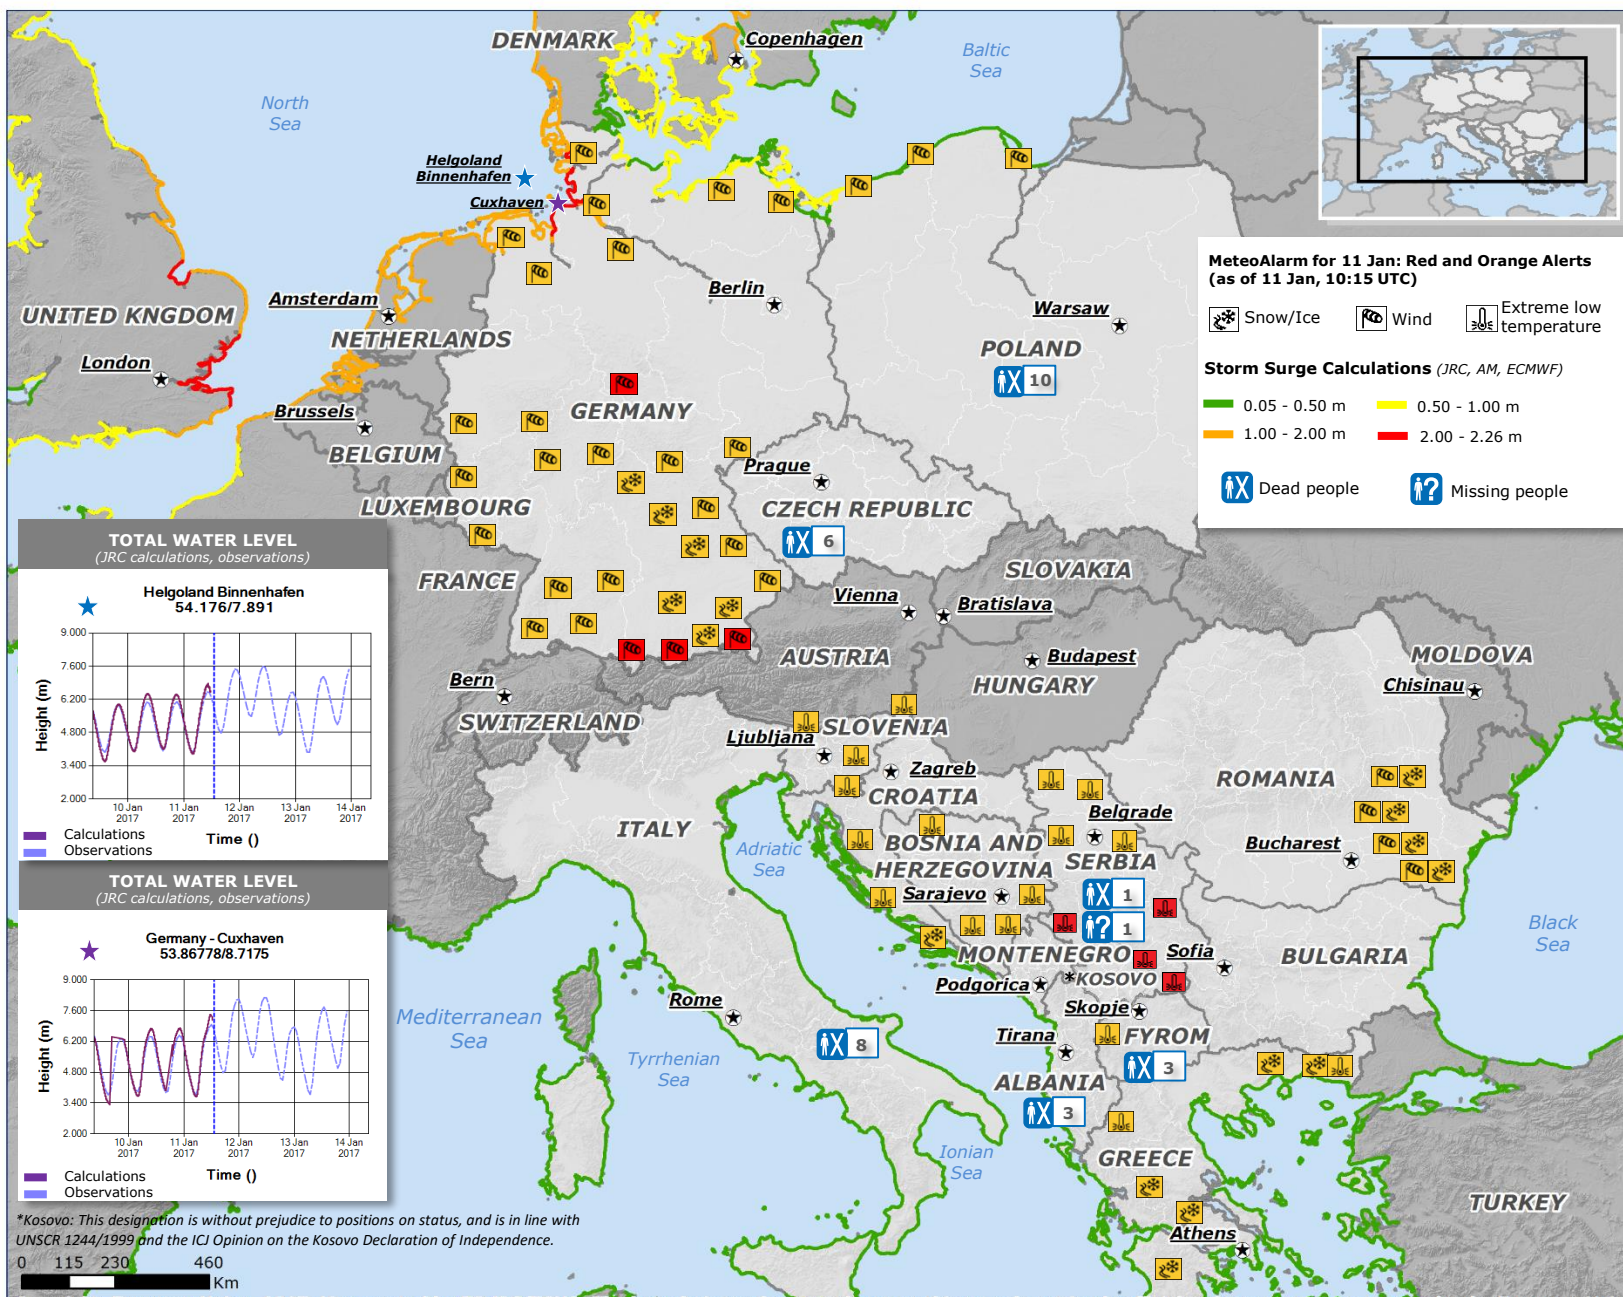 DENMARK
Copenhagen
Baltic
Sea
North
Sea
Helgoland
Binnenhafen
Cuxhaven
MeteoAlarm for 11 Jan: Red and Orange Alerts
(as of 11 Jan, 10:15 UTC)
Snow/Ice
Wind
Extreme low
temperature
Storm Surge Calculations (JRC, AM, ECMWF)
0.05 - 0.50 m
0.50 - 1.00 m
1.00 - 2.00 m
2.00 - 2.26 m
Dead people
Missing people
UNITED KNGDOM
London
Amsterdam
NETHERLANDS
Brussels
BELGIUM
LUXEMBOURG
FRANCE
Berlin
GERMANY
Warsaw
POLAND
10
Prague
CZECH REPUBLIC
6
SLOVAKIA
Vienna
Bratislava
AUSTRIA
Budapest
HUNGARY
MOLDOVA
Chisinau
Bern
SWITZERLAND
SLOVENIA
Ljubljana
Zagreb
CROATIA
ROMANIA
Belgrade
Bucharest
ITALY
Adriatic
Sea
BOSNIA AND
HERZEGOVINA
SERBIA
Sarajevo
1
1
MONTENEGRO
Sofia
BULGARIA
Black
Sea
Podgorica
*KOSOVO
Skopje
Rome
Mediterranean
Sea
Tyrrhenian
Sea
8
Tirana
FYROM
3
ALBANIA
3
Ionian
Sea
GREECE
TURKEY
Athens
TOTAL WATER LEVEL
(JRC calculations, observations)
Helgoland Binnenhafen
54.176/7.891
Height (m)
9.000
7.600
6.200
4.800
3.400
2.000
10 Jan
2017
11 Jan
2017
12 Jan
2017
13 Jan
2017
14 Jan
2017
Time ()
Calculations
Observations
TOTAL WATER LEVEL
(JRC calculations, observations)
Germany - Cuxhaven
53.86778/8.7175
Height (m)
9.000
7.600
6.200
4.800
3.400
2.000
10 Jan
2017
11 Jan
2017
12 Jan
2017
13 Jan
2017
14 Jan
2017
Time ()
Calculations
Observations
*Kosovo: This designation is without prejudice to positions on status, and is in line with
UNSCR 1244/1999 and the ICJ Opinion on the Kosovo Declaration of Independence.
0 115 230 460
Km